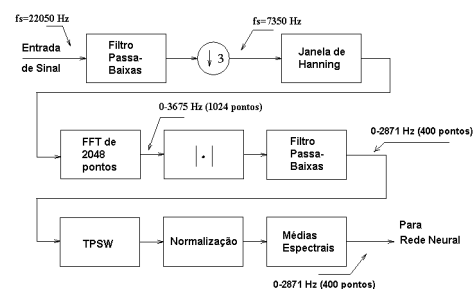 fs=22050 Hz
fs=7350 Hz
Entrada
de Sinal
Filtro
Passa-
Baixas
3
Janela de
Hanning
0-3675 Hz (1024 pontos)
0-2871 Hz (400 pontos)
FFT de
2048
pontos
| . |
Filtro
Passa-
Baixas
TPSW
Normalização
Médias
Espectrais
Para
Rede Neural
0-2871 Hz (400 pontos)